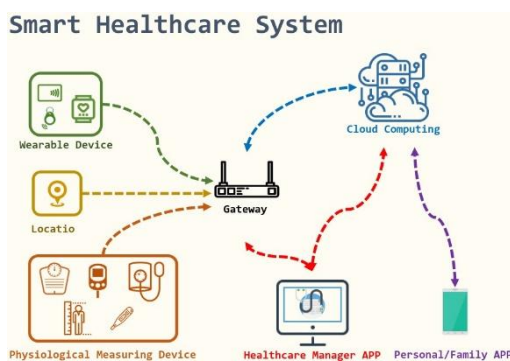 Smart Healthcare System
Cloud Computing
Wearable Device
Gateway
Locatio
Physiological Measuring Device
Healthcare Manager APP
Personal/Family APP